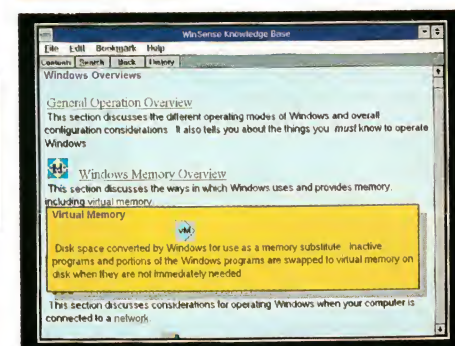 WinSense Knowledge Base
File Edit Bookmark Help
Contents Search Back History
Windows Overviews
General Operation Overview
This section discusses the different operating modes of Windows and overall
configuration considerations. It also tells you about the things you must know to operate
Windows
Windows Memory Overview
This section discusses the ways in which Windows uses and provides memory,
including virtual memory.
Virtual Memory
VM
Disk space converted by Windows for use as a memory substitute. Inactive
programs and portions of the Windows programs are swapped to virtual memory on
disk when they are not immediately needed
This section discusses considerations for operating Windows when your computer is
connected to a network.